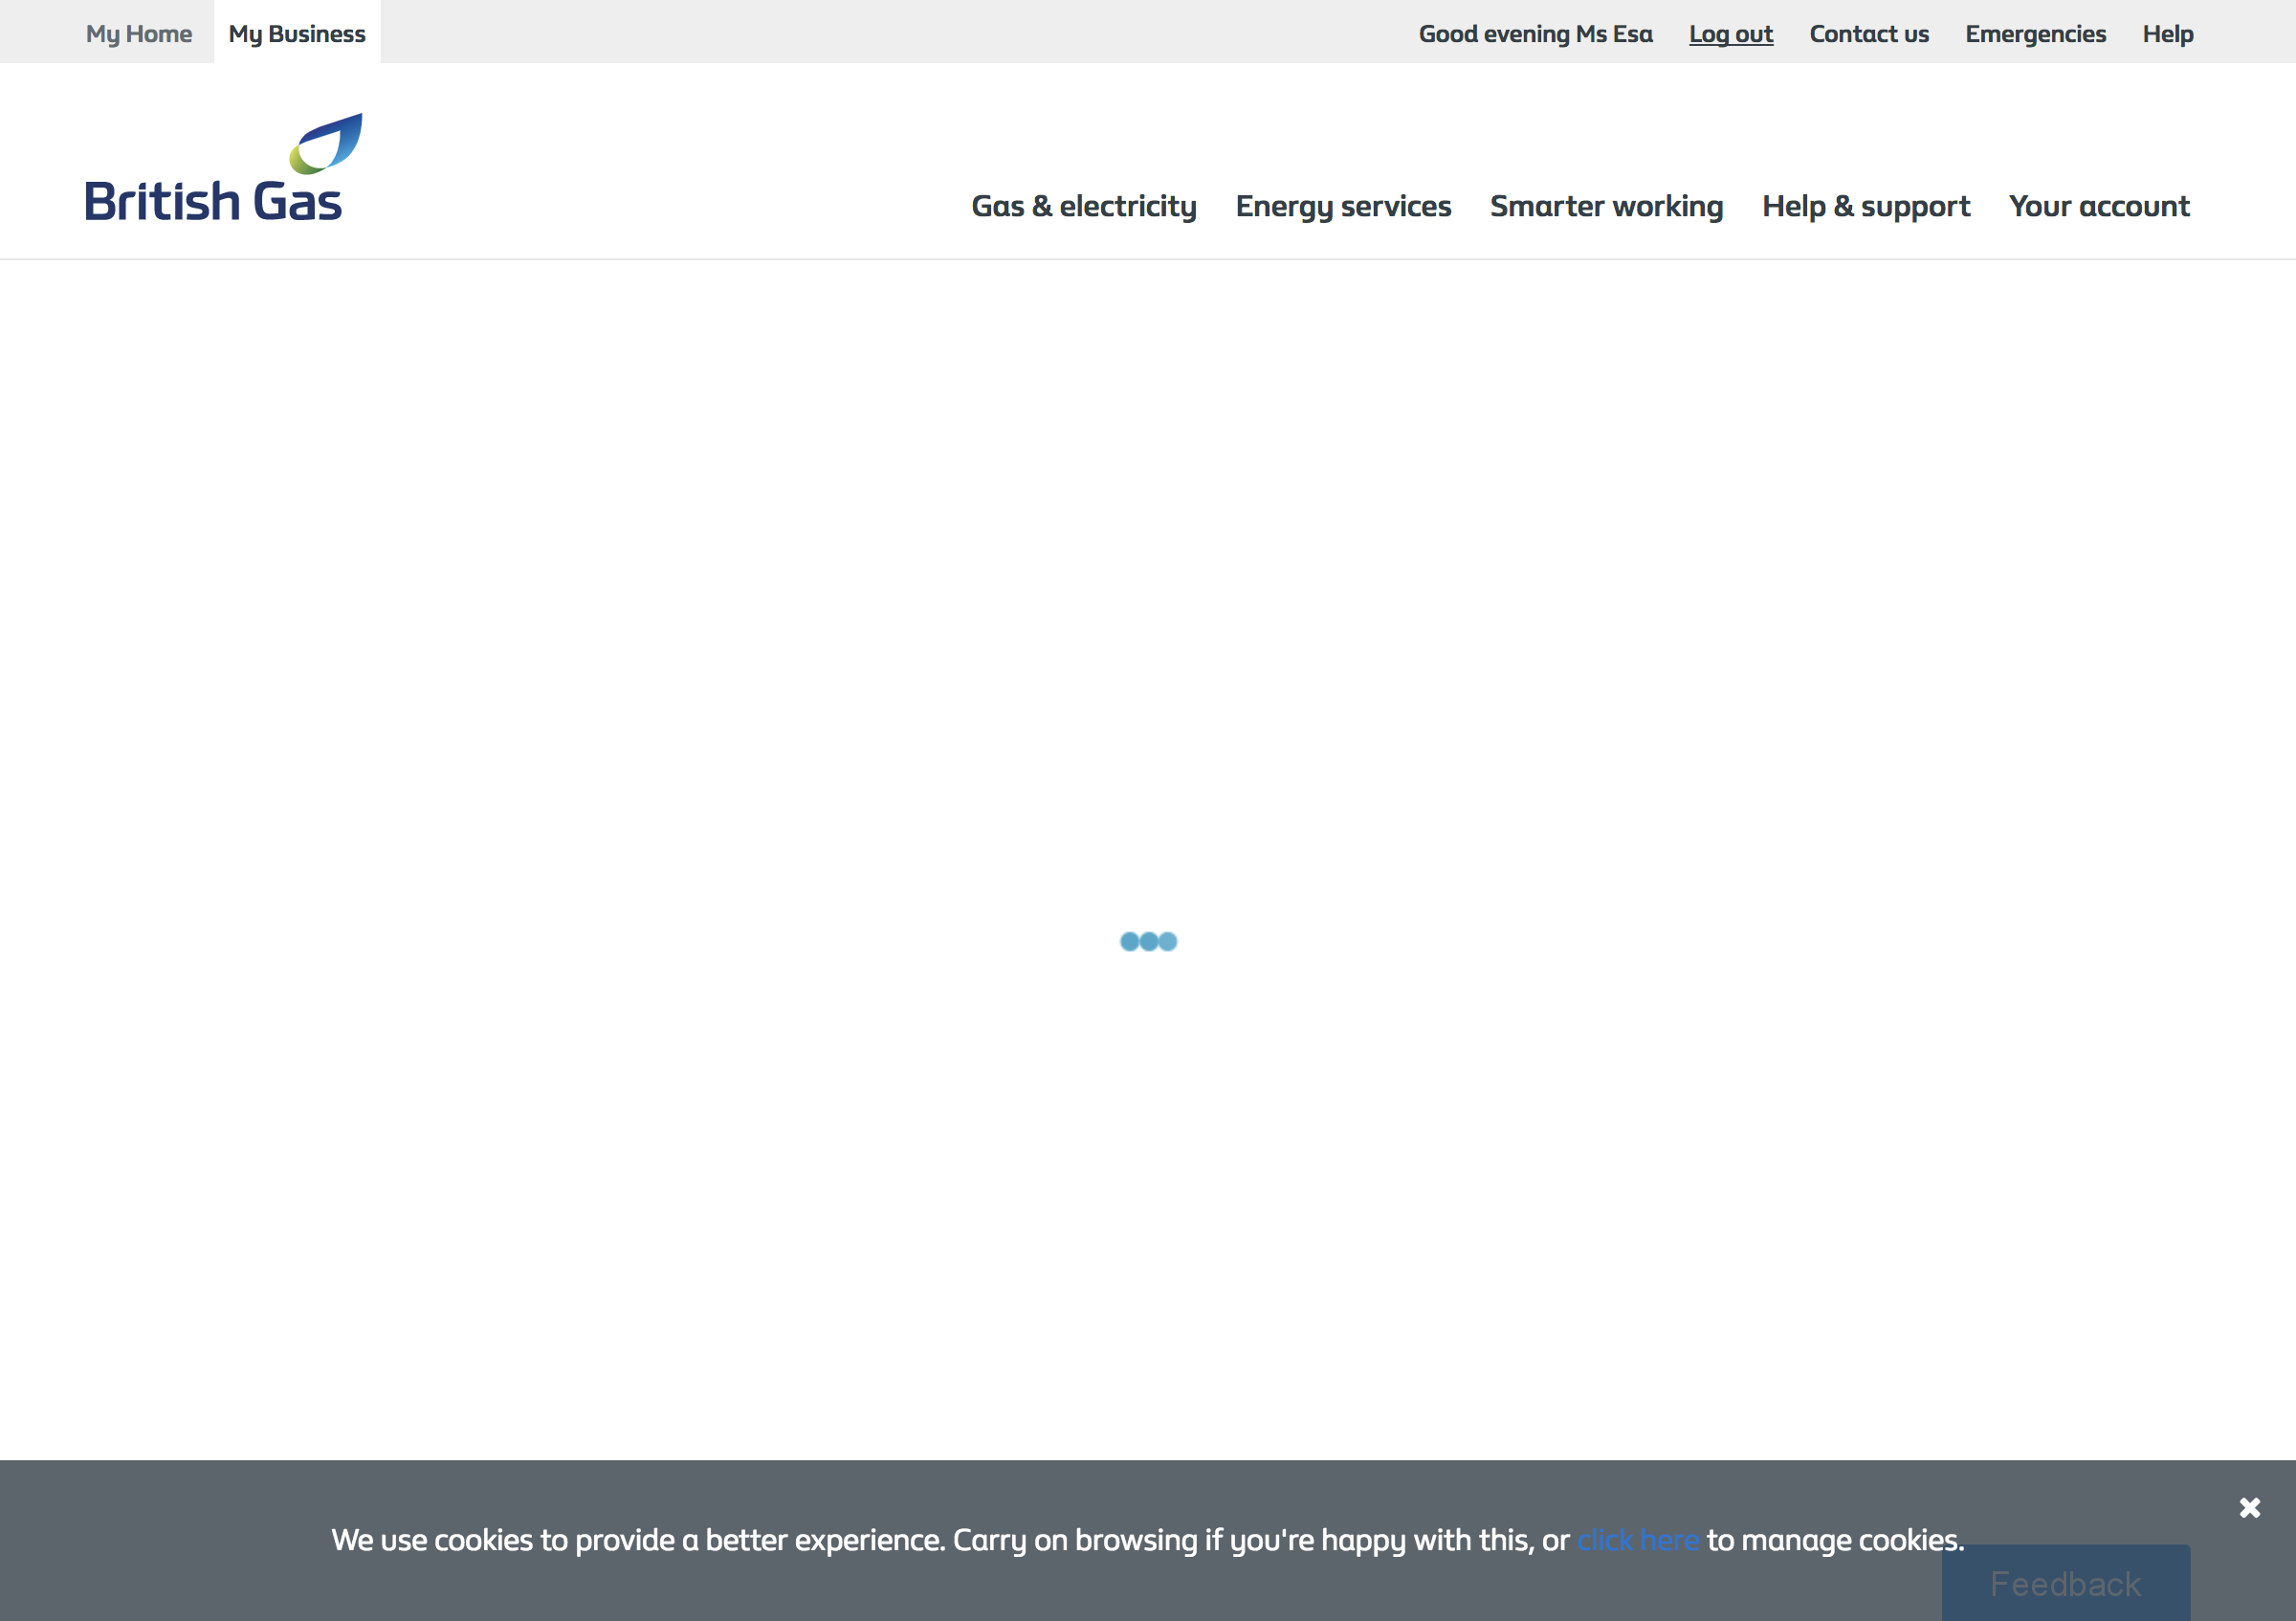 My Home My Business Good evening Ms Esa Log out Contact us Emergencies Help
British Gas
Gas & electricity Energy services Smarter working Help & support Your account
We use cookies to provide a better experience. Carry on browsing if you're happy with this, or click here to manage cookies.
Feedback